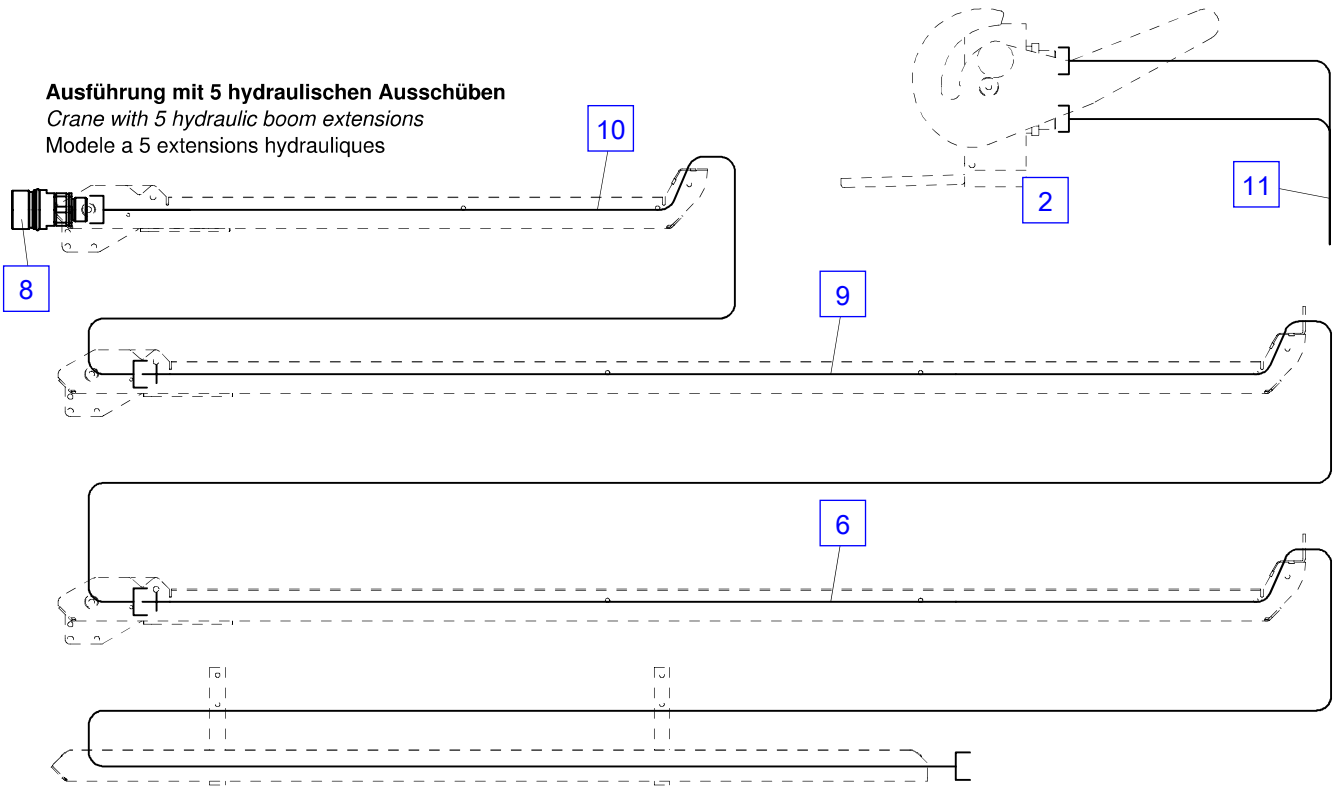 Ausführung mit 5 hydraulischen Ausschüben
Crane with 5 hydraulic boom extensions
Modele a 5 extensions hydrauliques
10
2
11
8
9
6